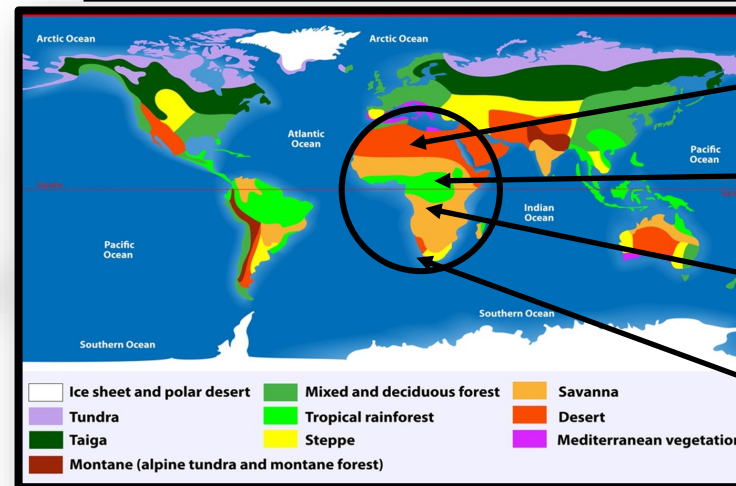 Arctic Ocean
Arctic Ocean
Atlantic
Ocean
Pacific
Ocean
Indian
Ocean
Pacific
Ocean
Southern Ocean
Southern Ocean
Ice sheet and polar desert
Mixed and deciduous forest
Savanna
Tundra
Tropical rainforest
Desert
Taiga
Steppe
Mediterranean vegetation
Montane (alpine tundra and montane forest)